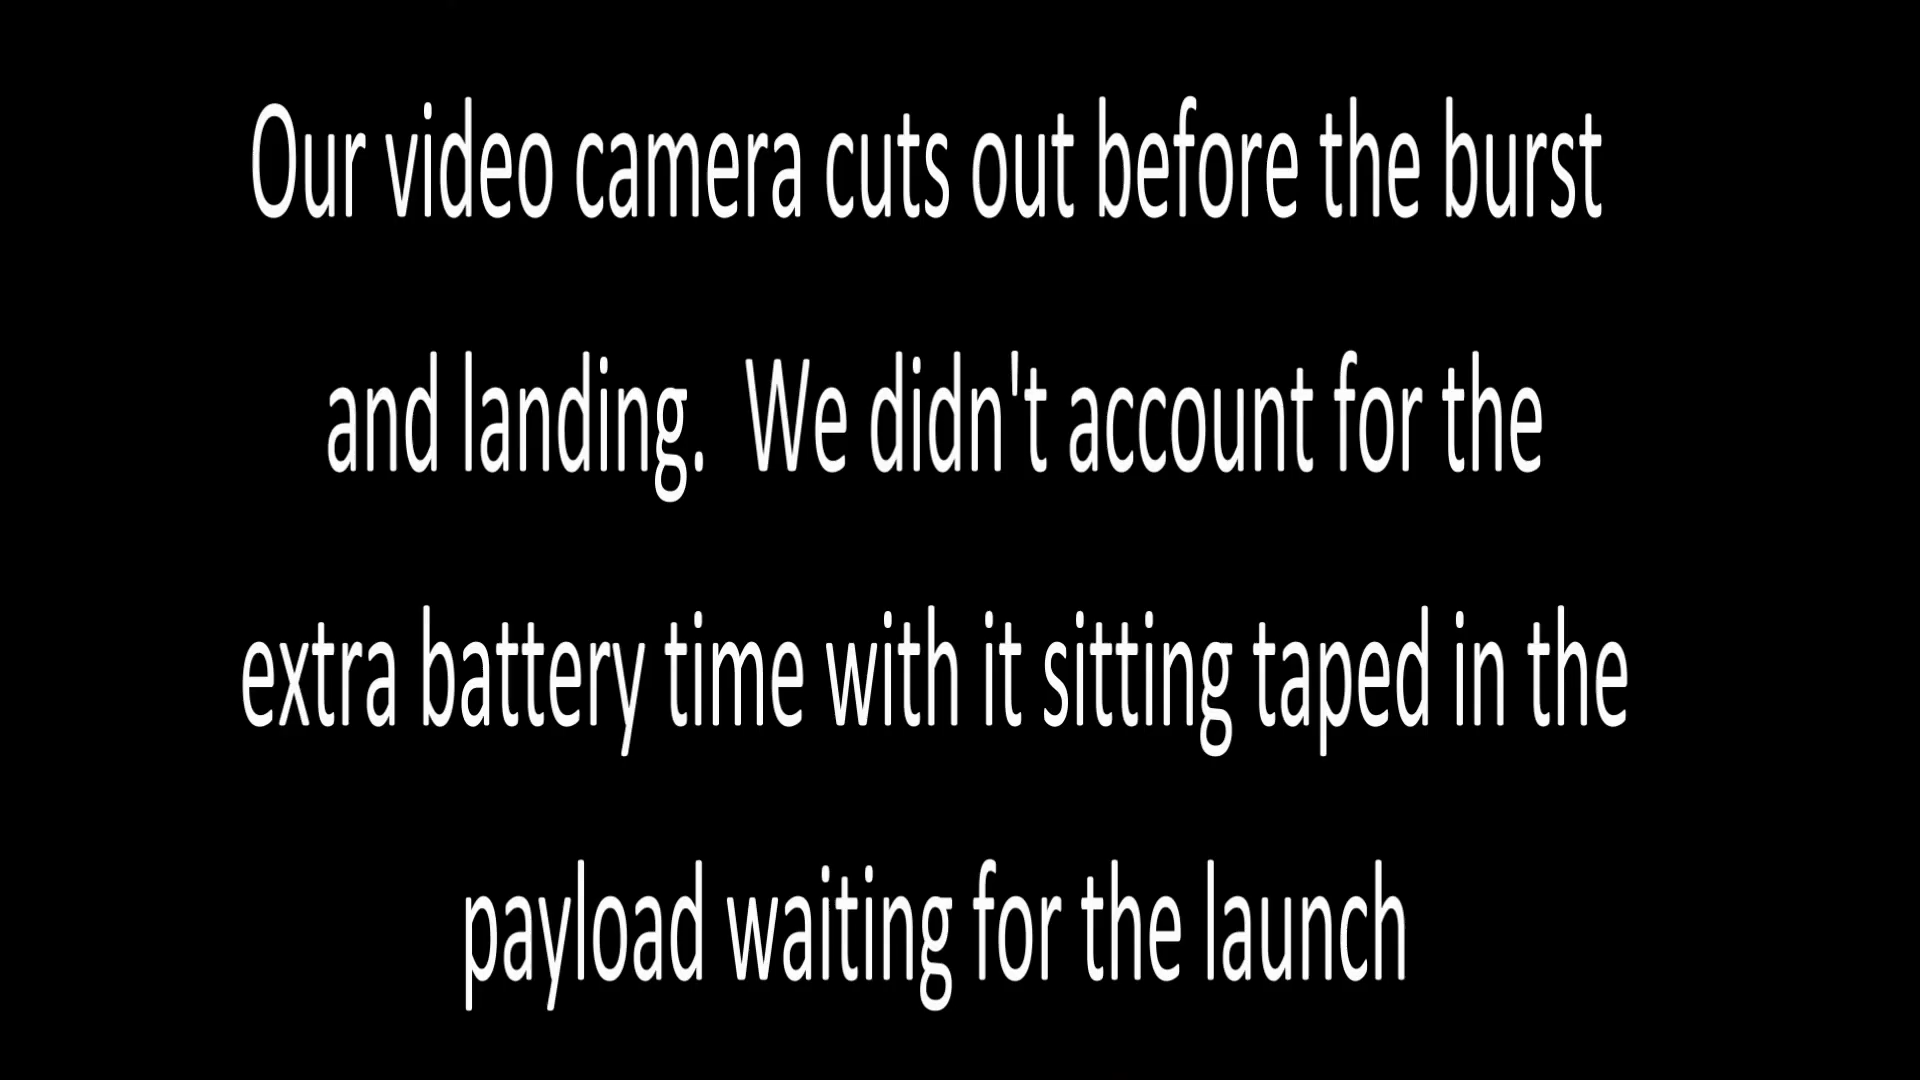 Our video camera cuts out before the burst
and landing.  We didn't account for the
extra battery time with it sitting taped in the
payload waiting for the launch